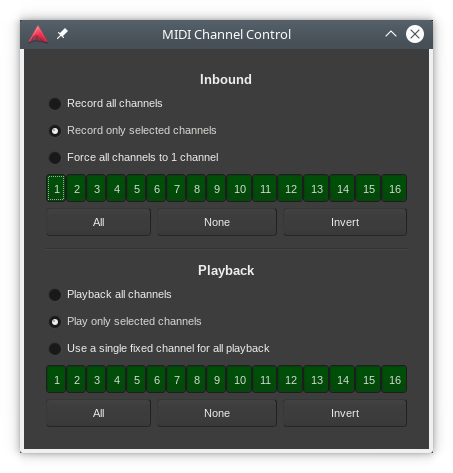 MIDI Channel Control
Inbound
Record all channels
Record only selected channels
Force all channels to 1 channel
1 2 3 4 5 6 7 8 9 10 11 12 13 14 15 16
All None Invert
Playback
Playback all channels
Play only selected channels
Use a single fixed channel for all playback
1 2 3 4 5 6 7 8 9 10 11 12 13 14 15 16
All None Invert